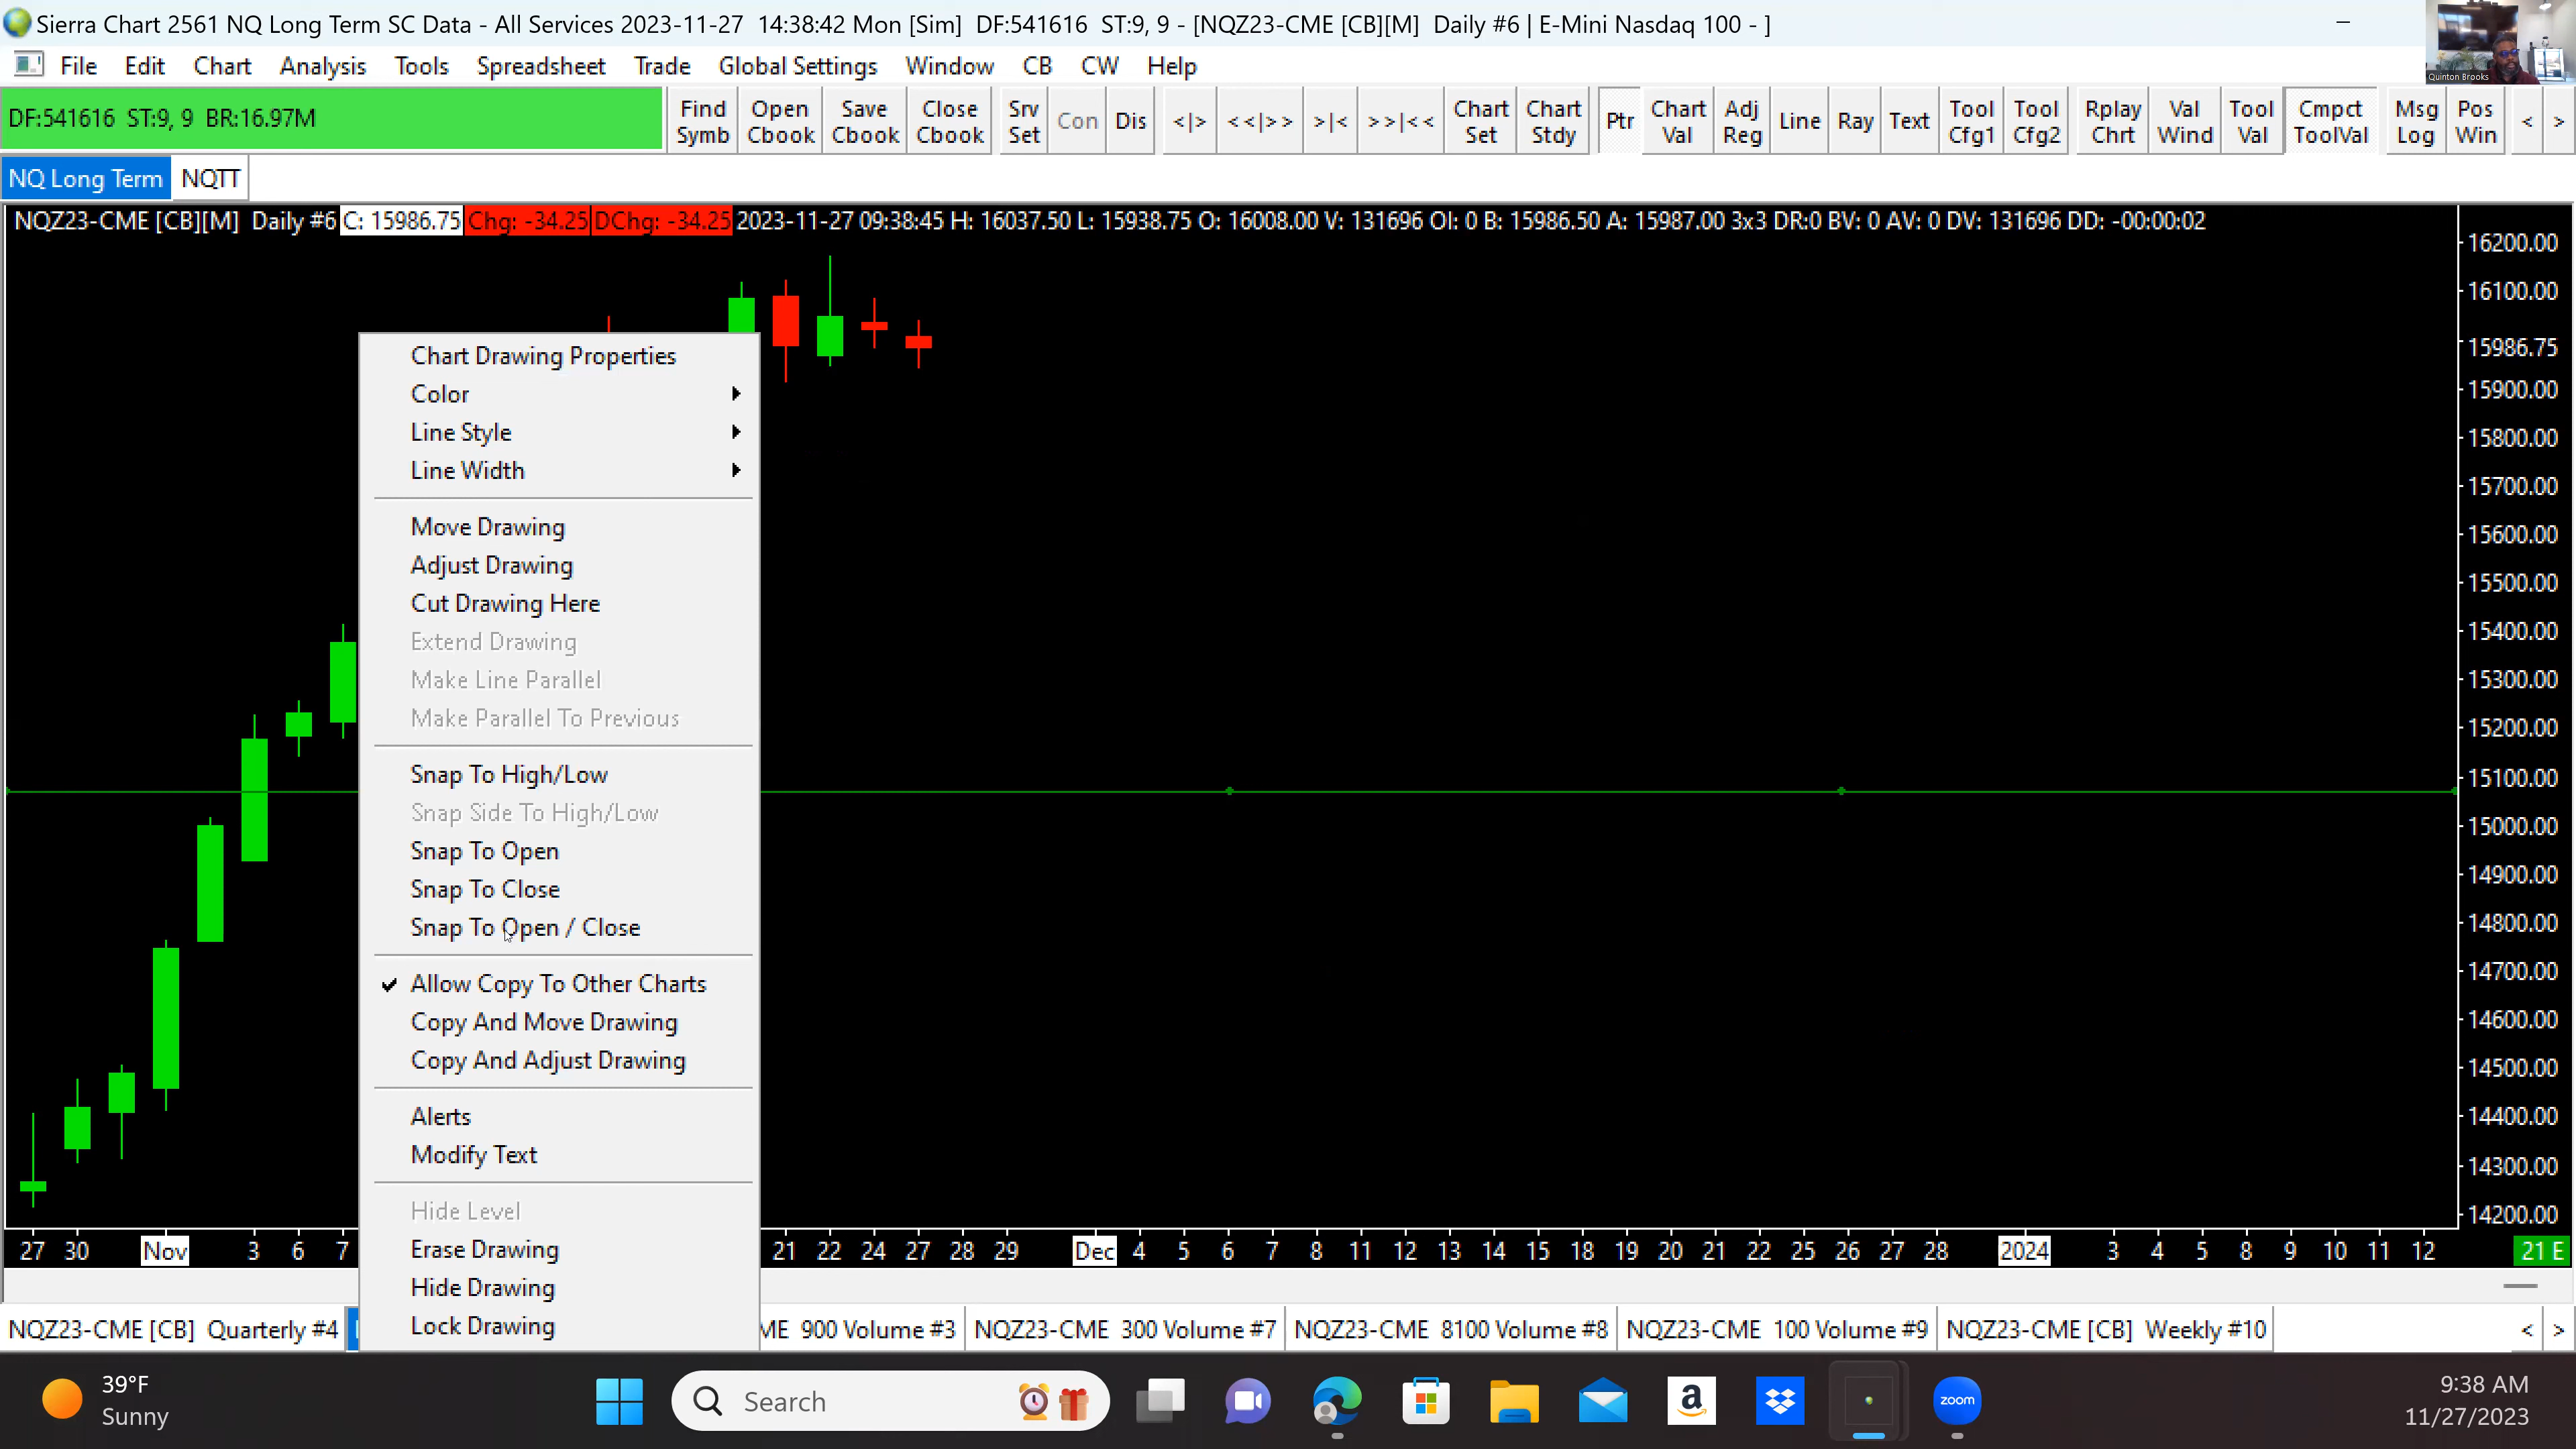 Sierra Chart 2561 NQ Long Term SC Data - All Services 2023-11-27  14:38:42 Mon [Sim]  DF:541616  ST:9, 9 - [NQZ23-CME [CB][M]  Daily #6 | E-Mini Nasdaq 100 - ]
Quinton Brooks
File Edit Chart Analysis Tools Spreadsheet Trade Global Settings Window CB CW Help
DF:541616  ST:9, 9  BR:16.97M
Find Symb
Open Cbook
Save Cbook
Close Cbook
Srv Set
Con
Dis
<|>
<<|>>
>|<
>>|<<
Chart Set
Chart Stdy
Ptr
Chart Val
Adj Reg
Line
Ray
Text
Tool Cfg1
Tool Cfg2
Rplay Chrt
Val Wind
Tool Val
Cmpct ToolVal
Msg Log
Pos Win
< >
NQ Long Term NQTT
NQZ23-CME [CB][M]  Daily #6 C: 15986.75 Chg: -34.25 DChg: -34.25 2023-11-27 09:38:45 H: 16037.50 L: 15938.75 O: 16008.00 V: 131696 OI: 0 B: 15986.50 A: 15987.00 3x3 DR:0 BV: 0 AV: 0 DV: 131696 DD: -00:00:02
16200.00
16100.00
15986.75
15900.00
15800.00
15700.00
15600.00
15500.00
15400.00
15300.00
15200.00
15100.00
15000.00
14900.00
14800.00
14700.00
14600.00
14500.00
14400.00
14300.00
14200.00
Chart Drawing Properties
Color
Line Style
Line Width
Move Drawing
Adjust Drawing
Cut Drawing Here
Extend Drawing
Make Line Parallel
Make Parallel To Previous
Snap To High/Low
Snap Side To High/Low
Snap To Open
Snap To Close
Snap To Open / Close
Allow Copy To Other Charts
Copy And Move Drawing
Copy And Adjust Drawing
Alerts
Modify Text
Hide Level
Erase Drawing
Hide Drawing
Lock Drawing
27 30 Nov 3 6 7 21 22 24 27 28 29 Dec 4 5 6 7 8 11 12 13 14 15 18 19 20 21 22 25 26 27 28 2024 3 4 5 8 9 10 11 12 21 E
NQZ23-CME [CB]  Quarterly #4 ME  900 Volume #3 NQZ23-CME  300 Volume #7 NQZ23-CME  8100 Volume #8 NQZ23-CME  100 Volume #9 NQZ23-CME [CB]  Weekly #10 < >
39°F
Sunny
Search
a
zoom
9:38 AM
11/27/2023